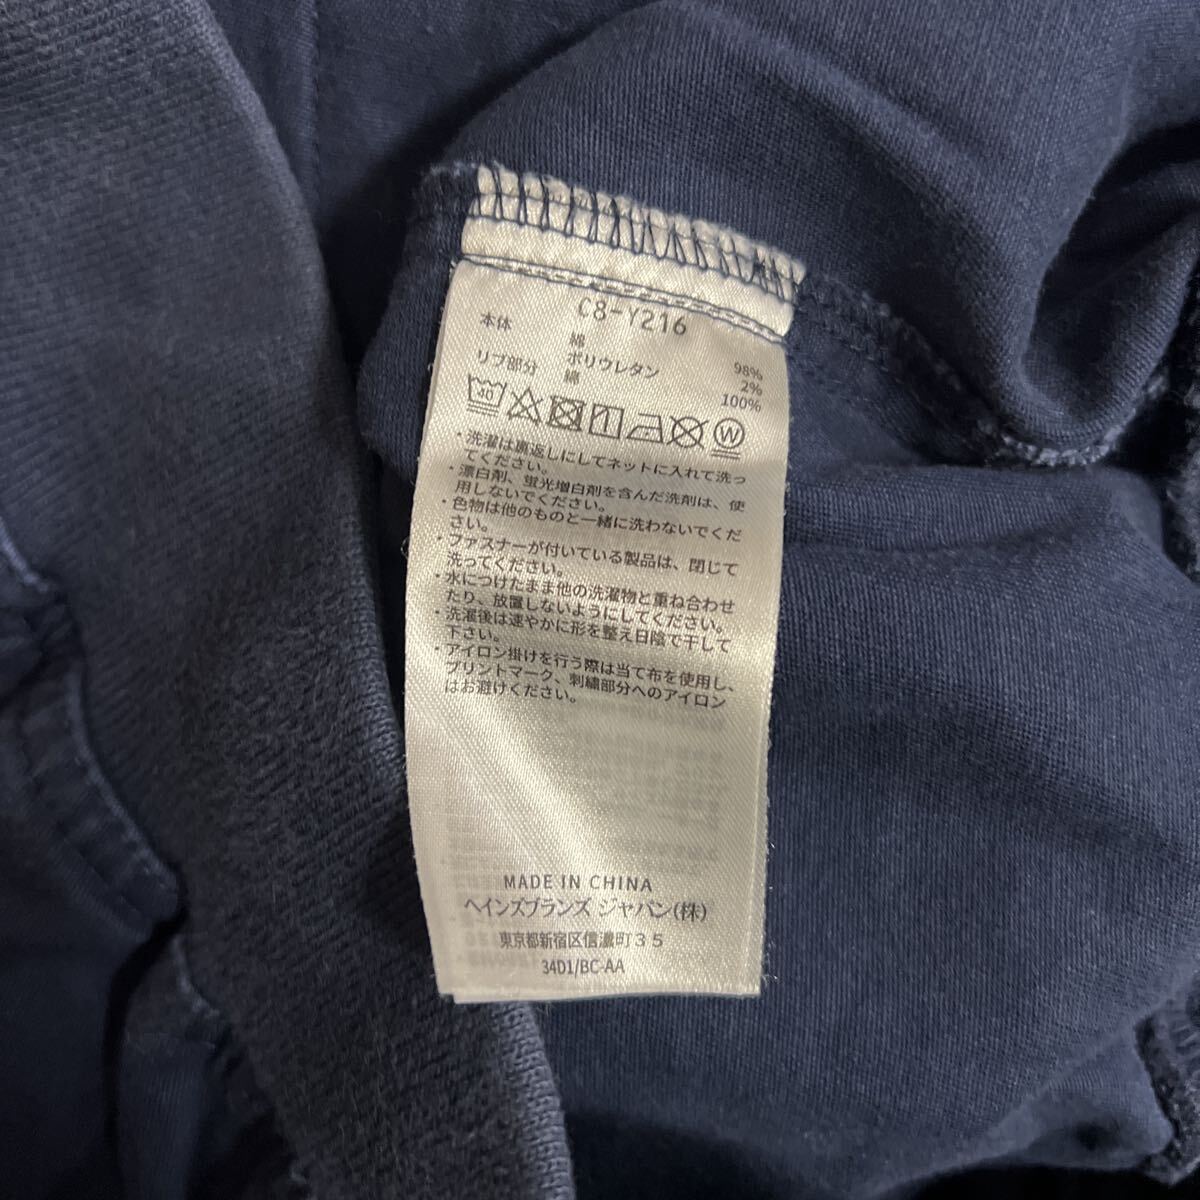 C8-Y216
本体 綿 98%
ポリウレタン 2%
リブ部分 綿 100%
40 W
・洗濯は裏返しにしてネットに入れて洗っ
てください。
・漂白剤、蛍光増白剤を含んだ洗剤は、使
用しないでください。
・色物は他のものと一緒に洗わないでくだ
さい。
・ファスナーが付いている製品は、閉じて
洗ってください。
・水につけたまま他の洗濯物と重ね合わせ
たり、放置しないようにしてください。
・洗濯後は速やかに形を整え日陰で干して
下さい。
・アイロン掛けを行う際は当て布を使用し、
プリントマーク、刺繍部分へのアイロン
はお避けください。
MADE IN CHINA
ヘインズブランズ ジャパン(株)
東京都新宿区信濃町35
34D1/BC-AA